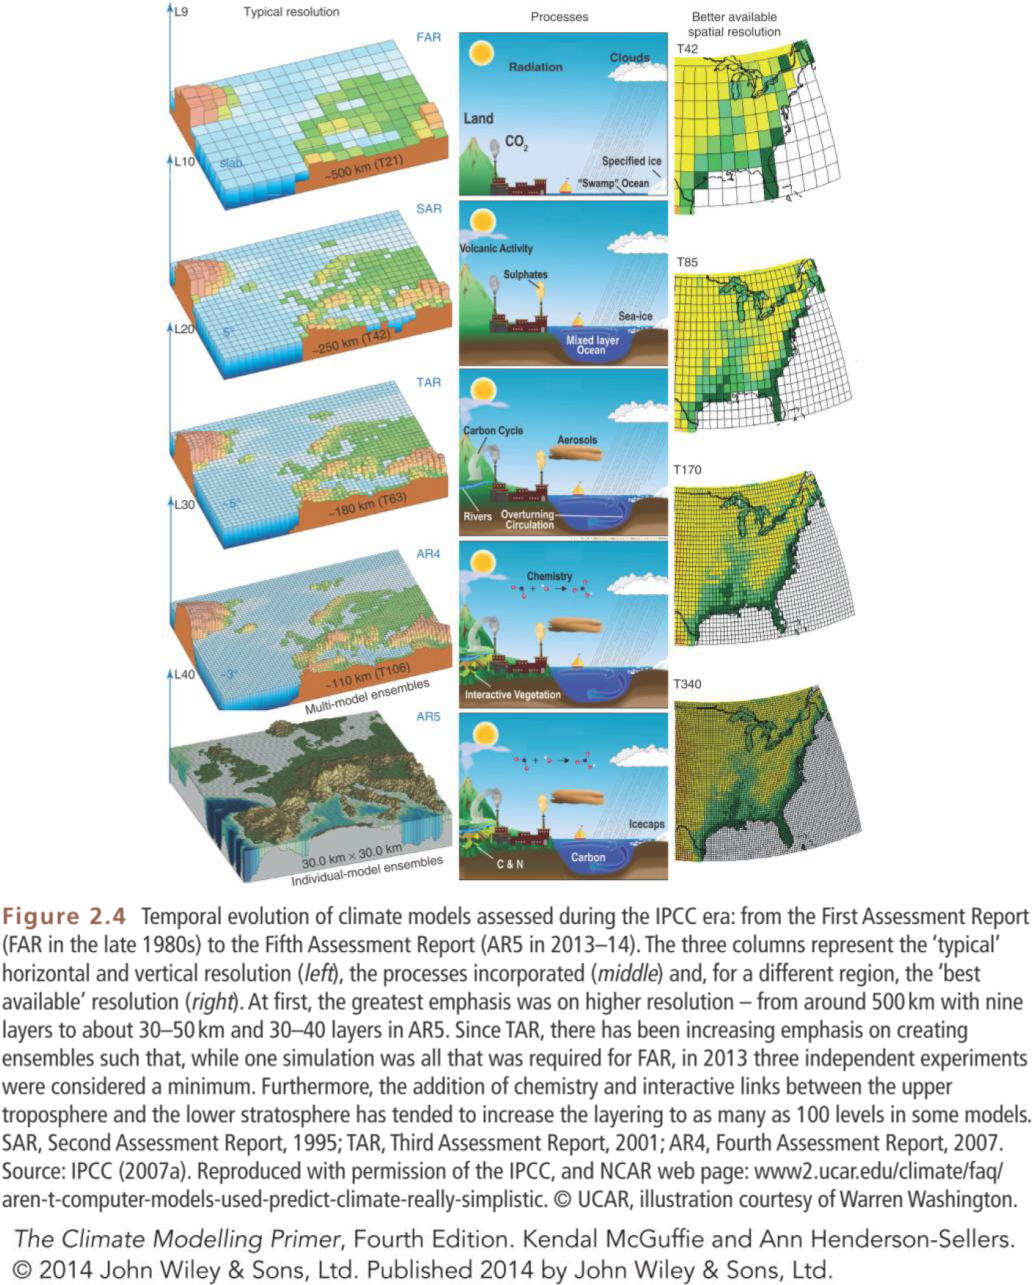 Typical resolution
Processes
Better available
spatial resolution
L9
FAR
slab
~500 km (T21)
L10
Radiation
Clouds
Land
CO2
Specified ice
"Swamp" Ocean
T42
SAR
5°
~250 km (T42)
L20
Volcanic Activity
Sulphates
Sea-ice
Mixed layer
Ocean
T85
TAR
~5°
~180 km (T63)
L30
Carbon Cycle
Aerosols
Rivers
Overturning
Circulation
T170
AR4
~3°
~110 km (T106)
Multi-model ensembles
L40
Chemistry
+
Interactive Vegetation
T340
AR5
30.0 km × 30.0 km
Individual-model ensembles
+
Icecaps
C & N
Carbon
Figure 2.4 Temporal evolution of climate models assessed during the IPCC era: from the First Assessment Report
(FAR in the late 1980s) to the Fifth Assessment Report (AR5 in 2013–14). The three columns represent the 'typical'
horizontal and vertical resolution (left), the processes incorporated (middle) and, for a different region, the 'best
available' resolution (right). At first, the greatest emphasis was on higher resolution – from around 500 km with nine
layers to about 30–50 km and 30–40 layers in AR5. Since TAR, there has been increasing emphasis on creating
ensembles such that, while one simulation was all that was required for FAR, in 2013 three independent experiments
were considered a minimum. Furthermore, the addition of chemistry and interactive links between the upper
troposphere and the lower stratosphere has tended to increase the layering to as many as 100 levels in some models.
SAR, Second Assessment Report, 1995; TAR, Third Assessment Report, 2001; AR4, Fourth Assessment Report, 2007.
Source: IPCC (2007a). Reproduced with permission of the IPCC, and NCAR web page: www2.ucar.edu/climate/faq/
aren-t-computer-models-used-predict-climate-really-simplistic. © UCAR, illustration courtesy of Warren Washington.
The Climate Modelling Primer, Fourth Edition. Kendal McGuffie and Ann Henderson-Sellers.
© 2014 John Wiley & Sons, Ltd. Published 2014 by John Wiley & Sons, Ltd.